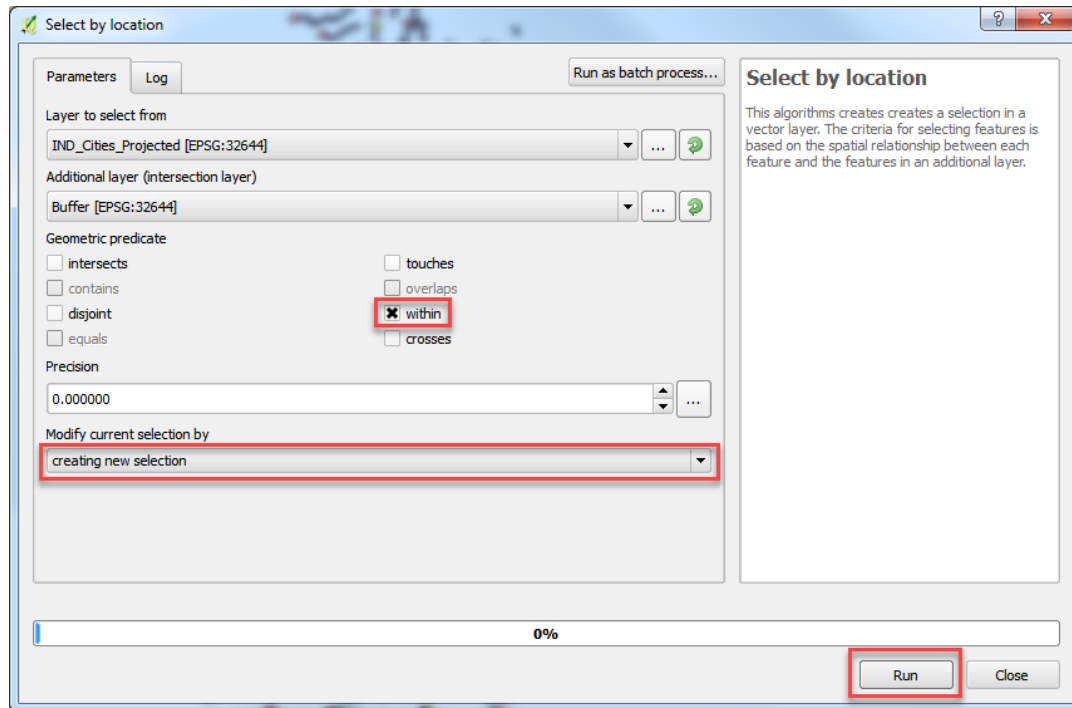 Select by location
?
X
Parameters
Log
Run as batch process...
Layer to select from
IND_Cities_Projected [EPSG:32644]
...
Additional layer (intersection layer)
Buffer [EPSG:32644]
...
Geometric predicate
intersects
touches
contains
overlaps
disjoint
within
equals
crosses
Precision
0.000000
...
Modify current selection by
creating new selection
Select by location
This algorithms creates creates a selection in a
vector layer. The criteria for selecting features is
based on the spatial relationship between each
feature and the features in an additional layer.
0%
Run
Close